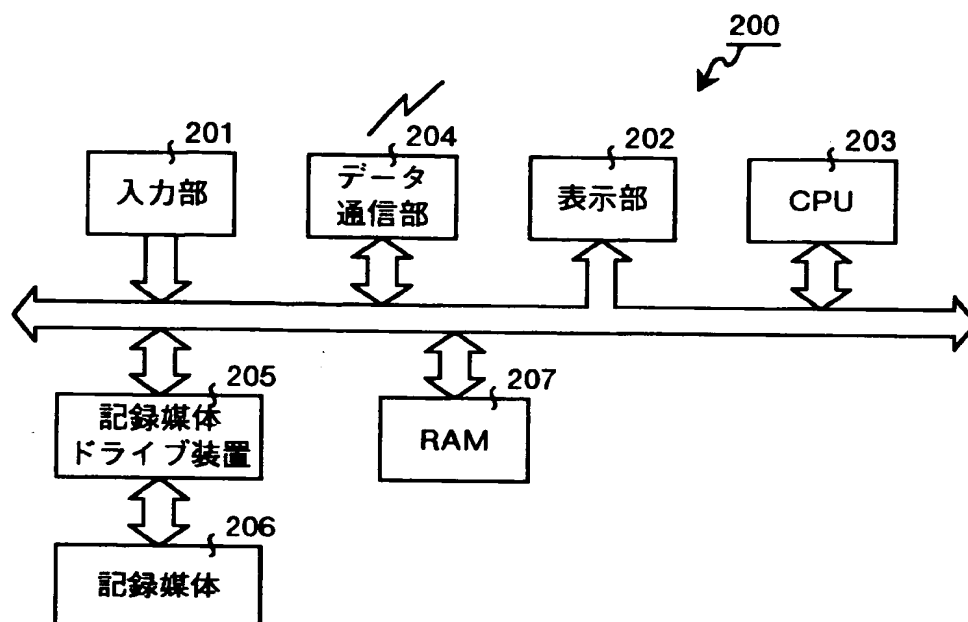 200
201
204
202
203
入力部
データ
通信部
表示部
CPU
205
207
記録媒体
ドライブ装置
RAM
206
記録媒体